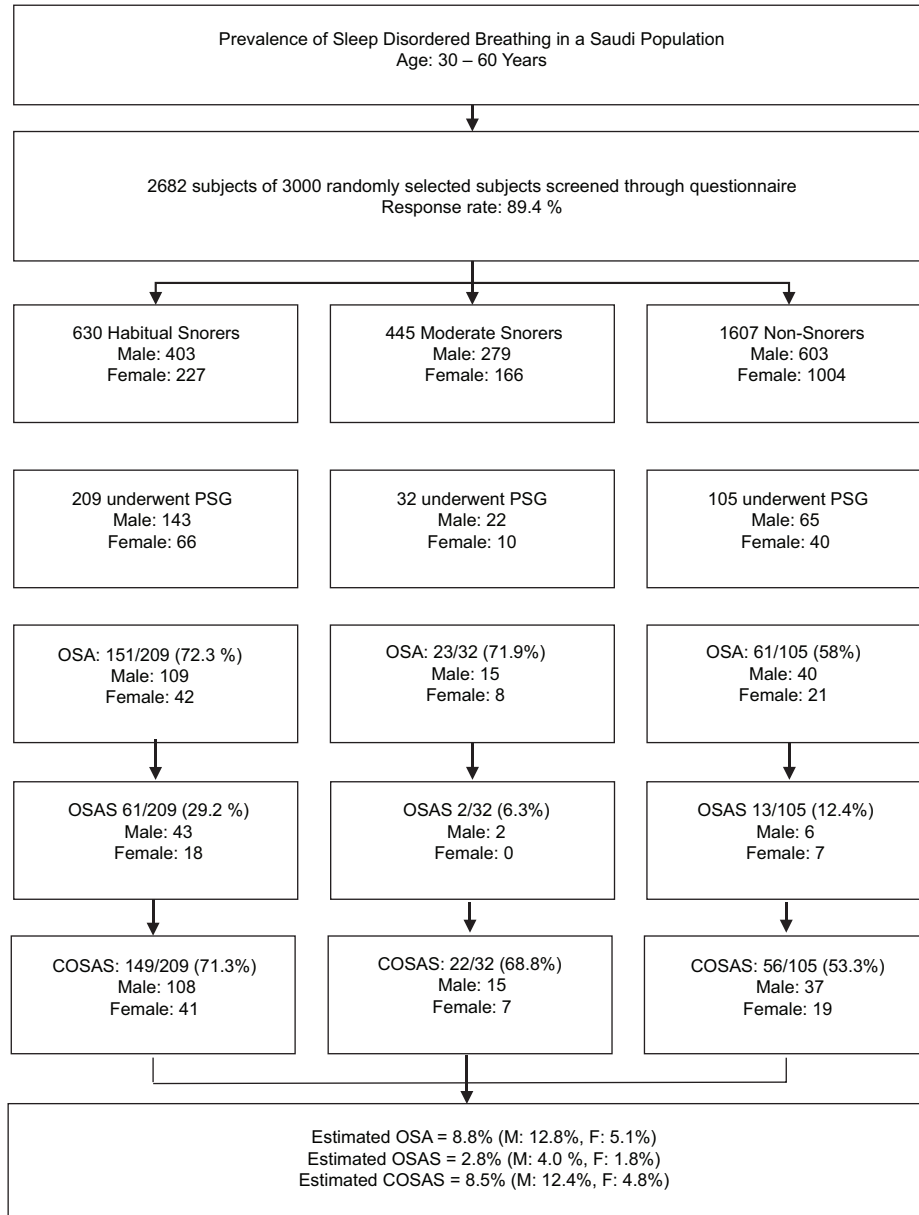 Prevalence of Sleep Disordered Breathing in a Saudi Population
Age: 30 – 60 Years
2682 subjects of 3000 randomly selected subjects screened through questionnaire
Response rate: 89.4 %
630 Habitual Snorers
Male: 403
Female: 227
445 Moderate Snorers
Male: 279
Female: 166
1607 Non-Snorers
Male: 603
Female: 1004
209 underwent PSG
Male: 143
Female: 66
32 underwent PSG
Male: 22
Female: 10
105 underwent PSG
Male: 65
Female: 40
OSA: 151/209 (72.3 %)
Male: 109
Female: 42
OSA: 23/32 (71.9%)
Male: 15
Female: 8
OSA: 61/105 (58%)
Male: 40
Female: 21
OSAS 61/209 (29.2 %)
Male: 43
Female: 18
OSAS 2/32 (6.3%)
Male: 2
Female: 0
OSAS 13/105 (12.4%)
Male: 6
Female: 7
COSAS: 149/209 (71.3%)
Male: 108
Female: 41
COSAS: 22/32 (68.8%)
Male: 15
Female: 7
COSAS: 56/105 (53.3%)
Male: 37
Female: 19
Estimated OSA = 8.8% (M: 12.8%, F: 5.1%)
Estimated OSAS = 2.8% (M: 4.0 %, F: 1.8%)
Estimated COSAS = 8.5% (M: 12.4%, F: 4.8%)